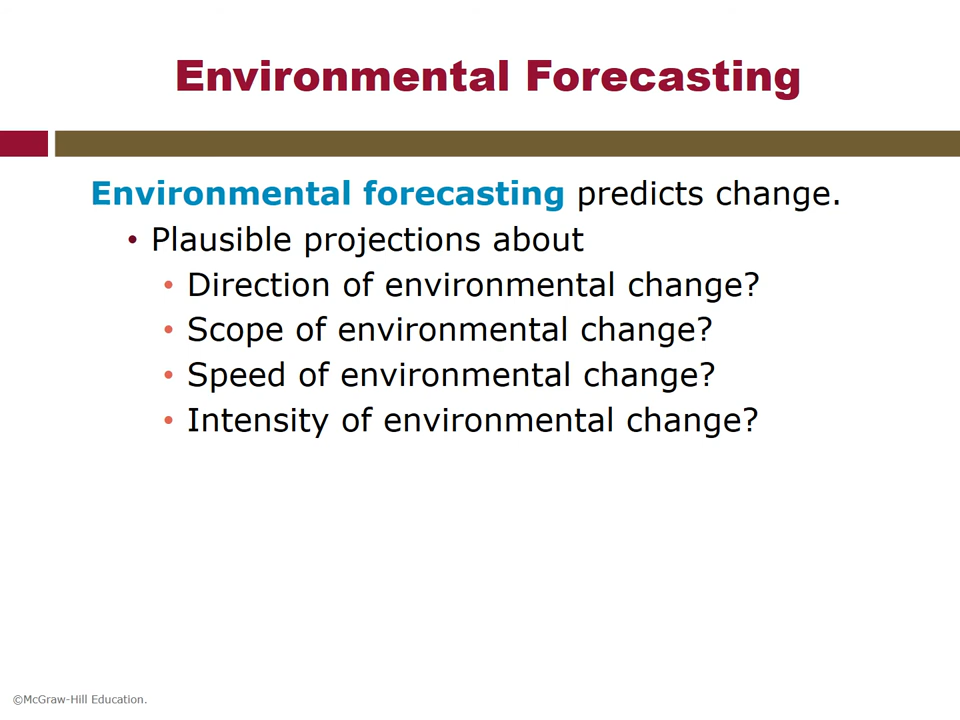 Environmental Forecasting
Environmental forecasting predicts change.
• Plausible projections about
• Direction of environmental change?
• Scope of environmental change?
• Speed of environmental change?
• Intensity of environmental change?
©McGraw-Hill Education.